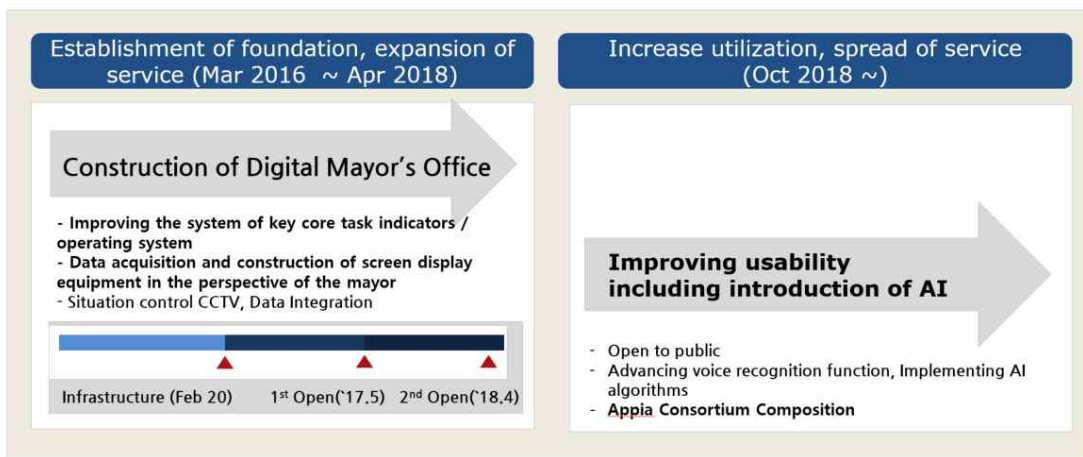 Establishment of foundation, expansion of
service (Mar 2016 ~ Apr 2018)
Construction of Digital Mayor's Office
- Improving the system of key core task indicators /
operating system
- Data acquisition and construction of screen display
equipment in the perspective of the mayor
- Situation control CCTV, Data Integration
Infrastructure (Feb 20) 1st Open(`17.5) 2nd Open(`18.4)
Increase utilization, spread of service
(Oct 2018 ~)
Improving usability
including introduction of AI
- Open to public
- Advancing voice recognition function, Implementing AI
algorithms
- Appia Consortium Composition